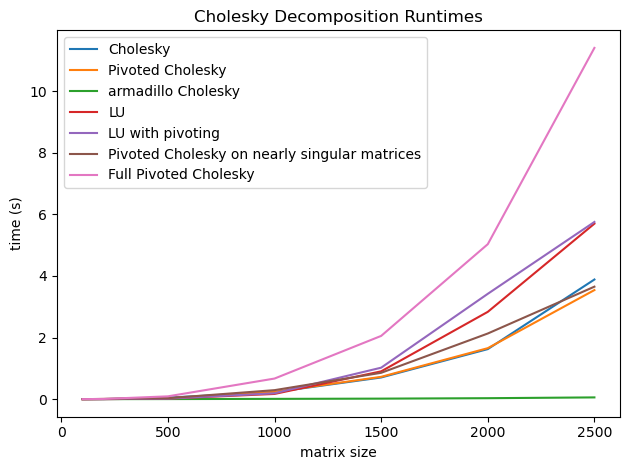 Cholesky Decomposition Runtimes
Cholesky
Pivoted Cholesky
armadillo Cholesky
LU
LU with pivoting
Pivoted Cholesky on nearly singular matrices
Full Pivoted Cholesky
time (s)
10
8
6
4
2
0
0 500 1000 1500 2000 2500
matrix size